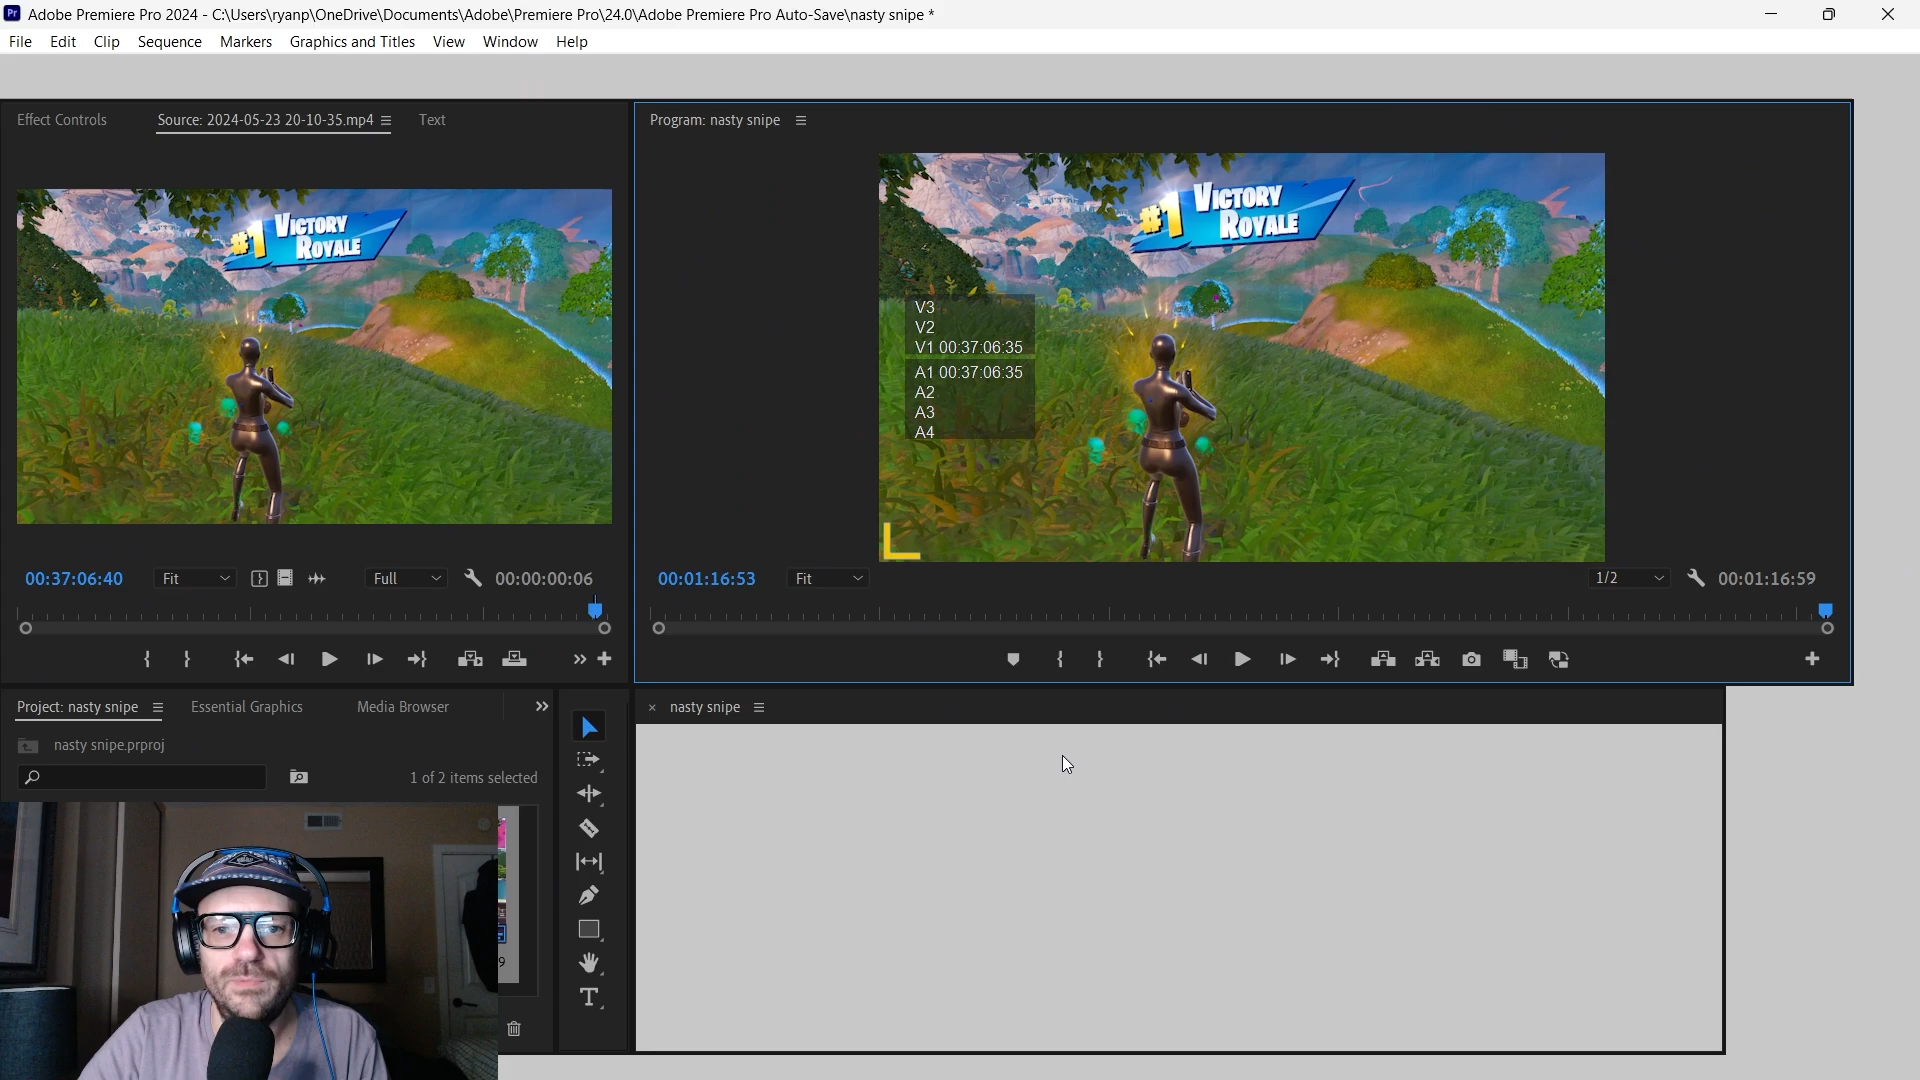 Pr Adobe Premiere Pro 2024 - C:\Users\ryanp\OneDrive\Documents\Adobe\Premiere Pro\24.0\Adobe Premiere Pro Auto-Save\nasty snipe *
File Edit Clip Sequence Markers Graphics and Titles View Window Help
Effect Controls Source: 2024-05-23 20-10-35.mp4 Text
Program: nasty snipe
#1 VICTORY ROYALE
#1 VICTORY ROYALE
V3
V2
V1 00:37:06:35
A1 00:37:06:35
A2
A3
A4
00:37:06:40 Fit Full 00:00:00:06
00:01:16:53 Fit 1/2 00:01:16:59
Project: nasty snipe Essential Graphics Media Browser
nasty snipe
nasty snipe.prproj
1 of 2 items selected
9